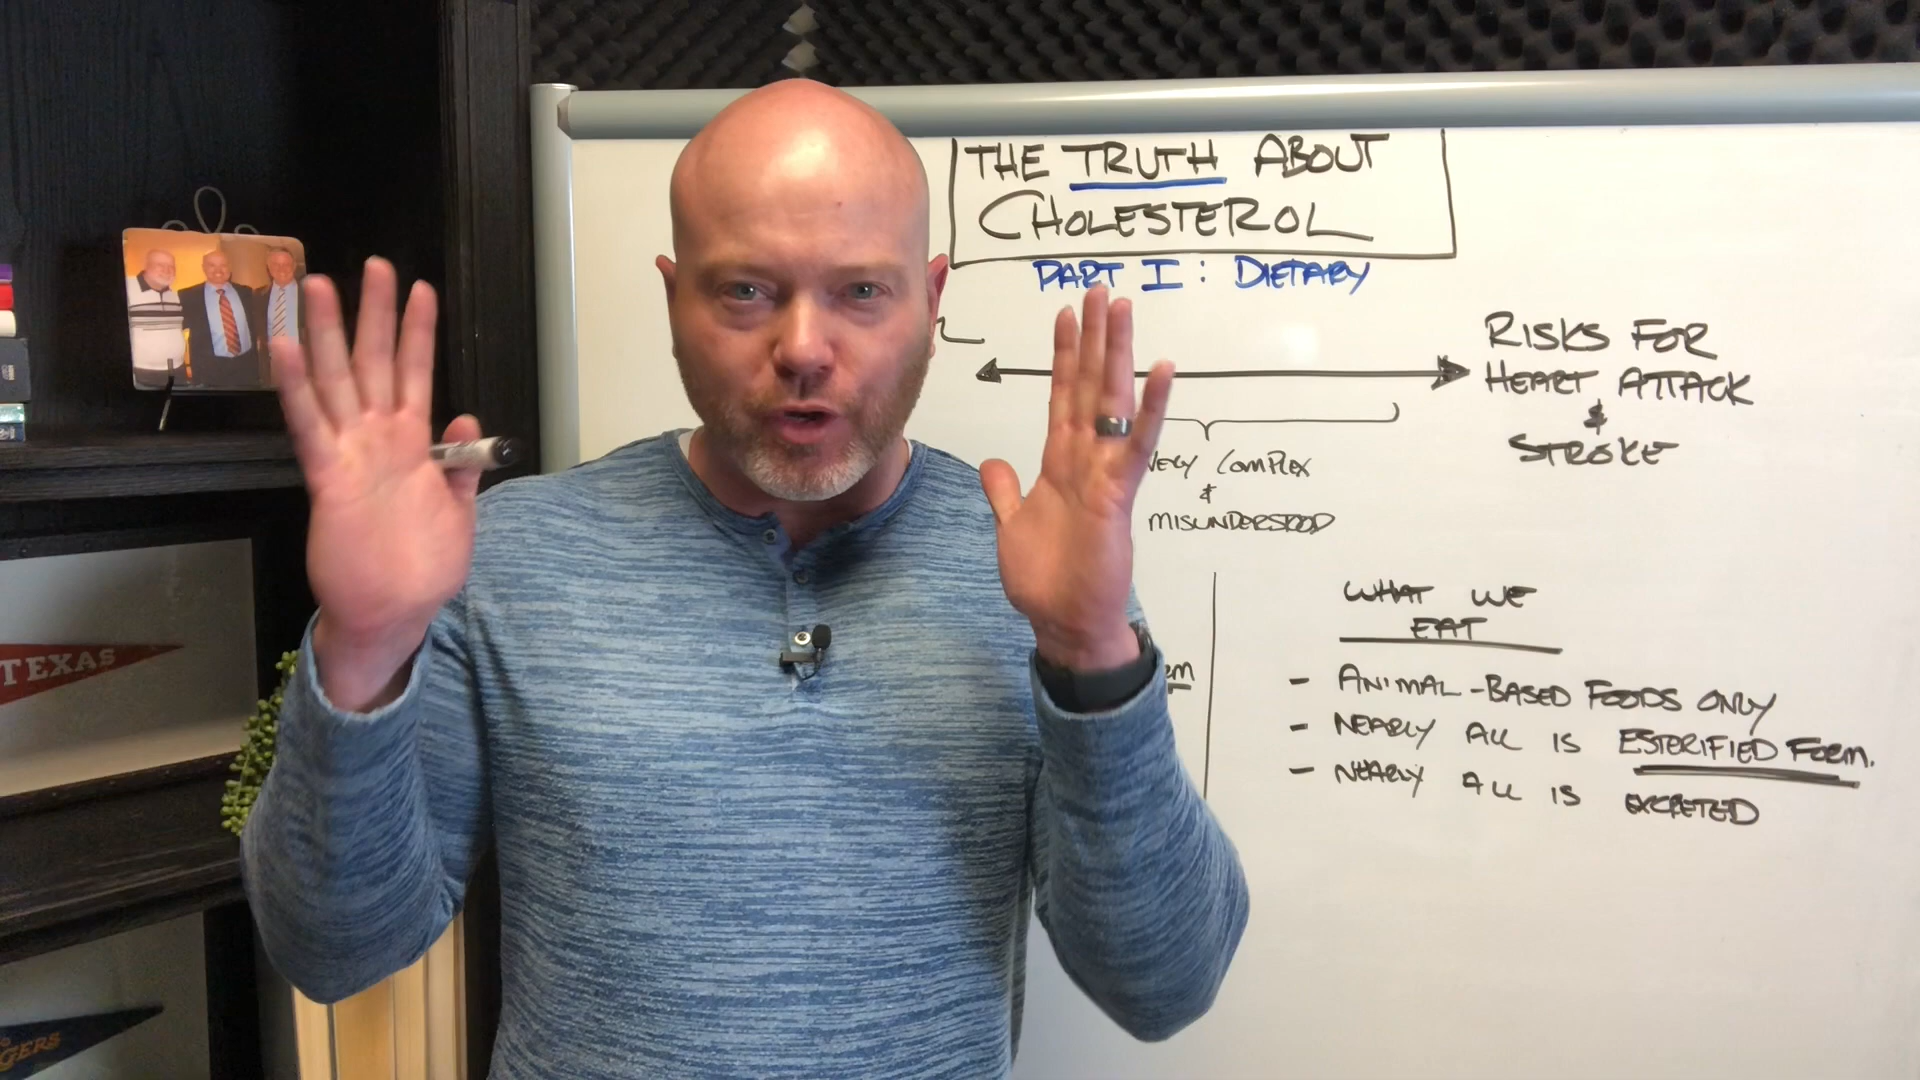 THE TRUTH ABOUT
CHOLESTEROL
PART I : DIETARY
RISKS FOR
HEART ATTACK
&
STROKE
VERY COMPLEX
&
MISUNDERSTOOD
WHAT WE
EAT
- ANIMAL-BASED FOODS ONLY
- NEARLY ALL IS ESTERIFIED FORM.
- NEARLY ALL IS EXCRETED
TEXAS
GERS